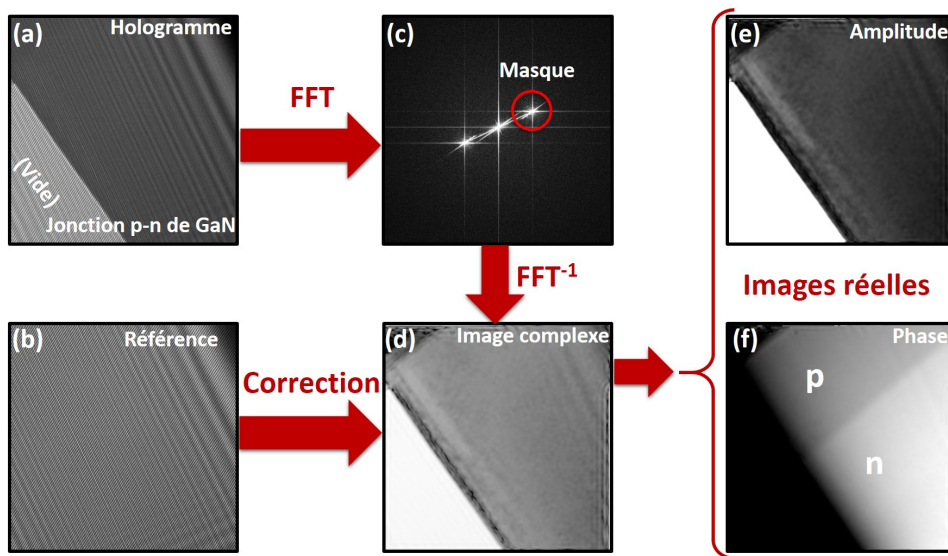 (a)
Hologramme
(Vide)
Jonction p-n de GaN
FFT
(c)
Masque
FFT-1
(e)
Amplitude
Images réelles
(b)
Référence
Correction
(d)
Image complexe
(f)
Phase
p
n